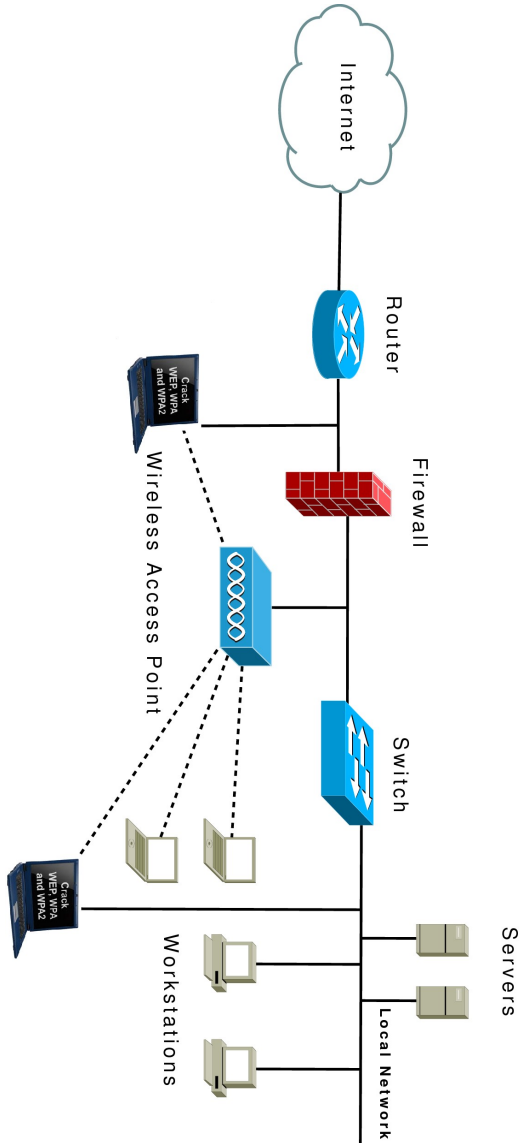 Internet
Router
Firewall
Switch
Servers
Crack
WEP, WPA
and WPA2
Wireless Access Point
Crack
WEP, WPA
and WPA2
Workstations
Local Network